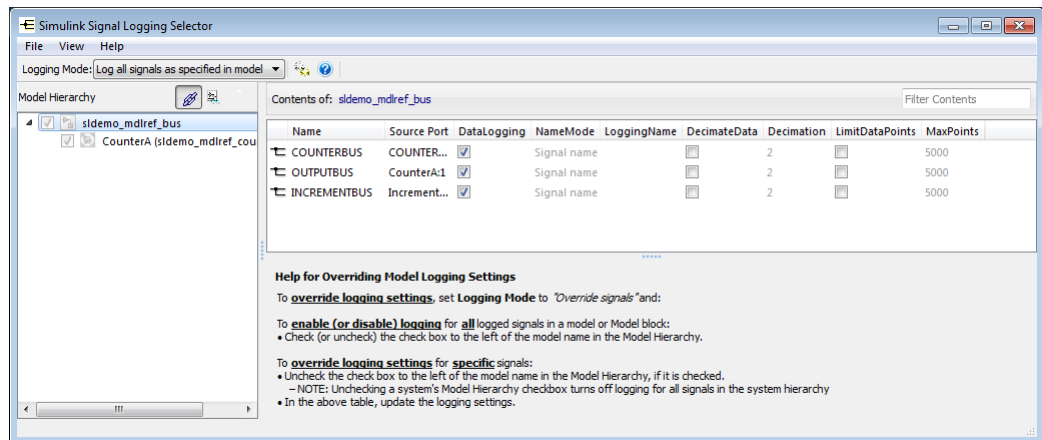 Simulink Signal Logging Selector
File View Help
Logging Mode: Log all signals as specified in model
Model Hierarchy
Contents of: sldemo_mdlref_bus
Filter Contents
sldemo_mdlref_bus
CounterA (sldemo_mdlref_cou
Name Source Port DataLogging NameMode LoggingName DecimateData Decimation LimitDataPoints MaxPoints
COUNTERBUS COUNTER... Signal name 2 5000
OUTPUTBUS CounterA:1 Signal name 2 5000
INCREMENTBUS Increment... Signal name 2 5000
Help for Overriding Model Logging Settings
To override logging settings, set Logging Mode to "Override signals" and:
To enable (or disable) logging for all logged signals in a model or Model block:
• Check (or uncheck) the check box to the left of the model name in the Model Hierarchy.
To override logging settings for specific signals:
• Uncheck the check box to the left of the model name in the Model Hierarchy, if it is checked.
– NOTE: Unchecking a system's Model Hierarchy checkbox turns off logging for all signals in the system hierarchy
• In the above table, update the logging settings.